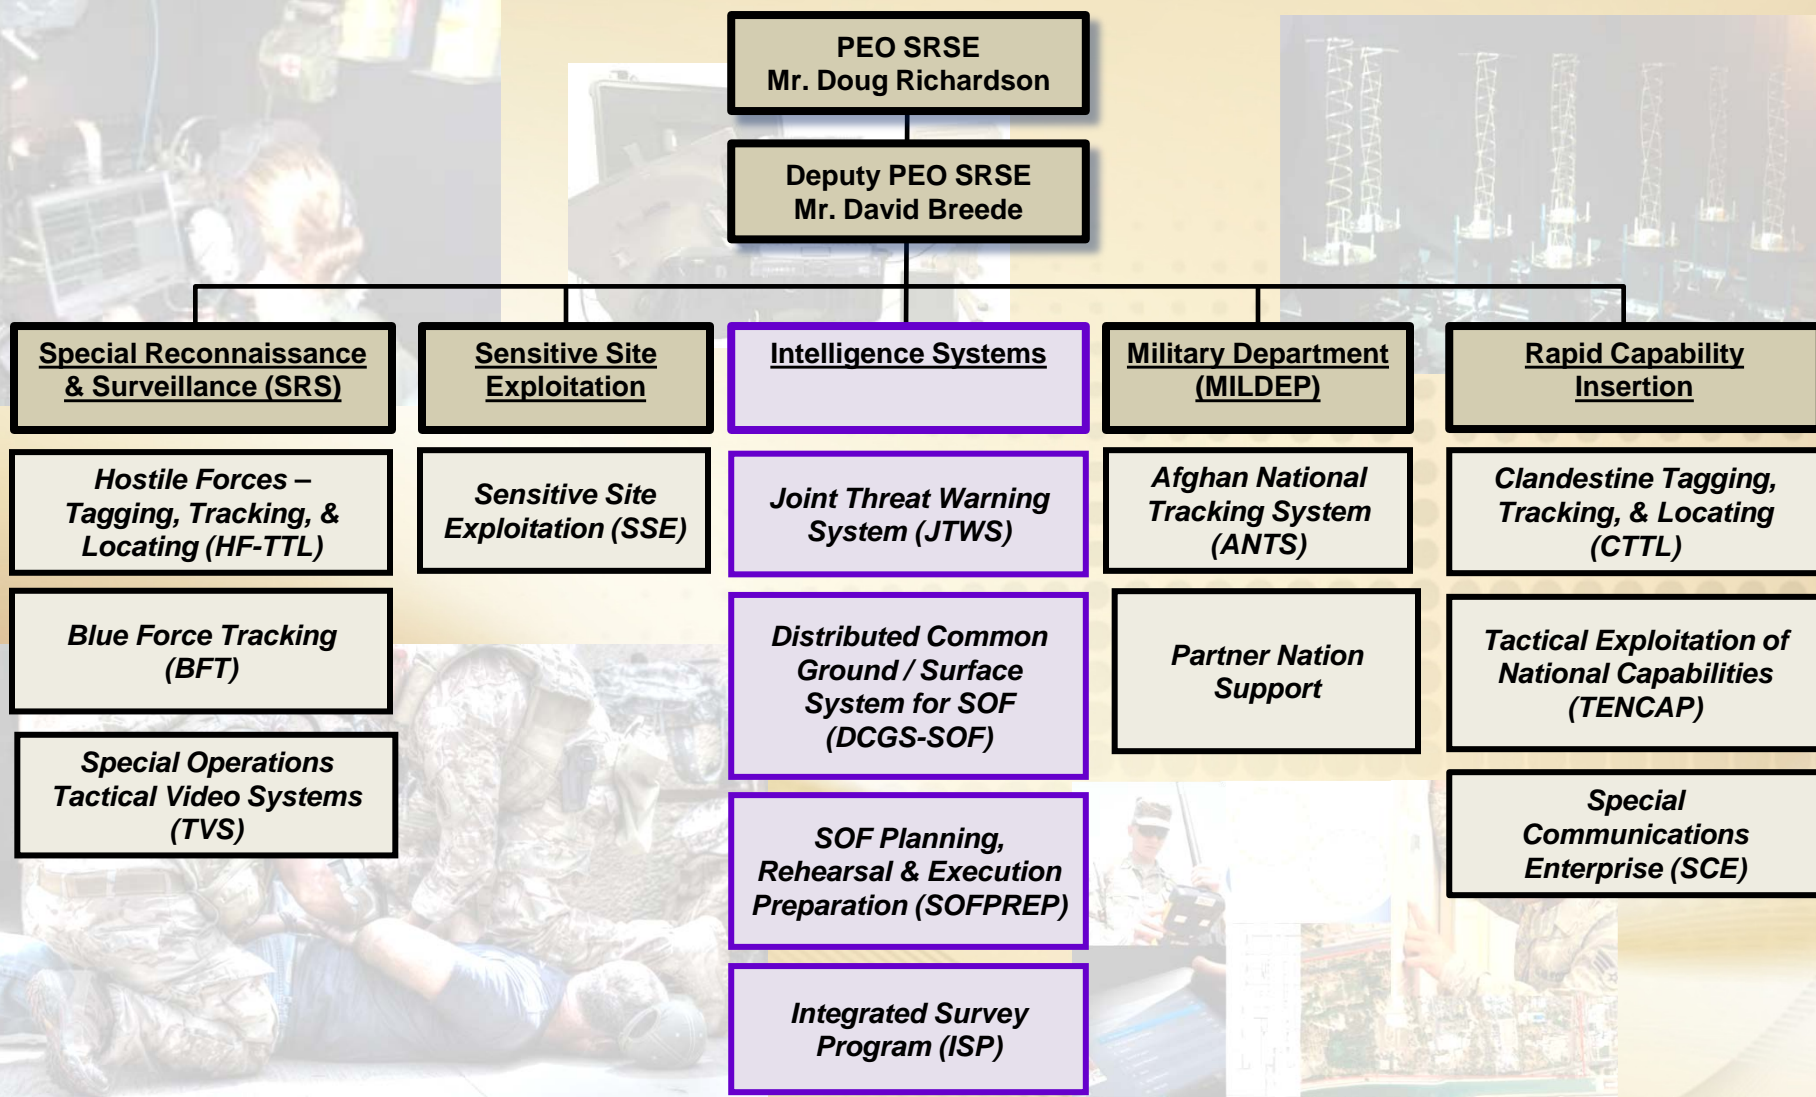 PEO SRSE
Mr. Doug Richardson
Deputy PEO SRSE
Mr. David Breede
Special Reconnaissance
& Surveillance (SRS)
Hostile Forces –
Tagging, Tracking, &
Locating (HF-TTL)
Blue Force Tracking
(BFT)
Special Operations
Tactical Video Systems
(TVS)
Sensitive Site
Exploitation
Sensitive Site
Exploitation (SSE)
Intelligence Systems
Joint Threat Warning
System (JTWS)
Distributed Common
Ground / Surface
System for SOF
(DCGS-SOF)
SOF Planning,
Rehearsal & Execution
Preparation (SOFPREP)
Integrated Survey
Program (ISP)
Military Department
(MILDEP)
Afghan National
Tracking System
(ANTS)
Partner Nation
Support
Rapid Capability
Insertion
Clandestine Tagging,
Tracking, & Locating
(CTTL)
Tactical Exploitation of
National Capabilities
(TENCAP)
Special
Communications
Enterprise (SCE)